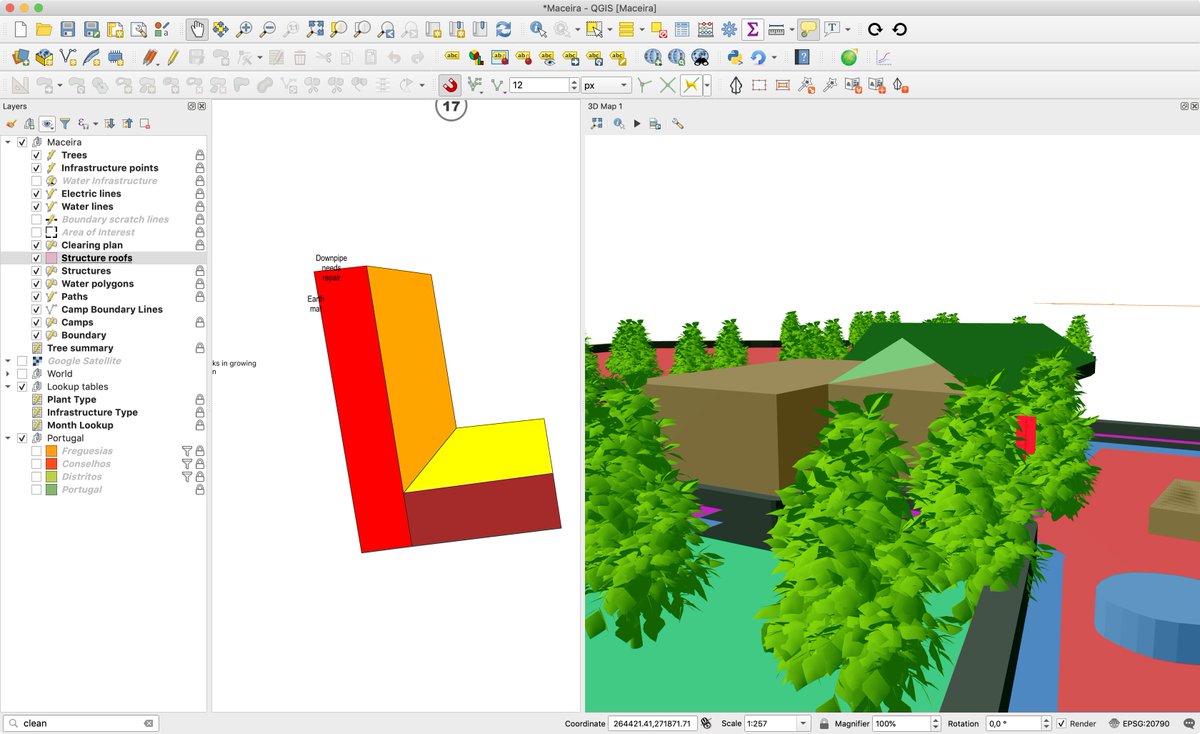 *Maceira - QGIS [Maceira]
12
px
Layers
Maceira
Trees
Infrastructure points
Water Infrastructure
Electric lines
Water lines
Boundary scratch lines
Area of Interest
Clearing plan
Structure roofs
Structures
Water polygons
Paths
Camp Boundary Lines
Camps
Boundary
Tree summary
Google Satellite
World
Lookup tables
Plant Type
Infrastructure Type
Month Lookup
Portugal
Freguesias
Conselhos
Distritos
Portugal
17
Downpipe
needs
repair
Earth
mat
ks in growing
n
3D Map 1
clean
Coordinate 264421.41,271871.71 Scale 1:257 Magnifier 100% Rotation 0,0 ° Render EPSG:20790